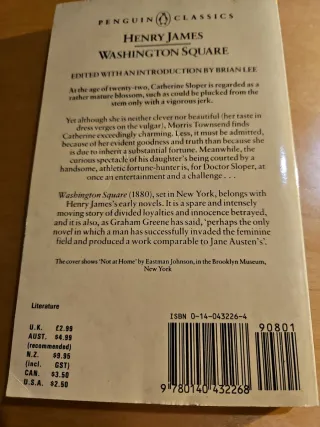 PENGUIN CLASSICS
HENRY JAMES
WASHINGTON SQUARE
EDITED WITH AN INTRODUCTION BY BRIAN LEE
At the age of twenty-two, Catherine Sloper is regarded as a
rather mature blossom, such as could be plucked from the
stem only with a vigorous jerk.
Yet although she is neither clever nor beautiful (her taste in
dress verges on the vulgar), Morris Townsend finds
Catherine exceedingly charming. Less, it must be admitted,
because of her evident goodness and truth than because she
is due to inherit a substantial fortune. Meanwhile, the
curious spectacle of his daughter's being courted by a
handsome, athletic fortune-hunter is, for Doctor Sloper, at
once an entertainment and a challenge . . .
Washington Square (1880), set in New York, belongs with
Henry James's early novels. It is a spare and intensely
moving story of divided loyalties and innocence betrayed,
and it is also, as Graham Greene has said, 'perhaps the only
novel in which a man has successfully invaded the feminine
field and produced a work comparable to Jane Austen's'.
The cover shows 'Not at Home' by Eastman Johnson, in the Brooklyn Museum,
New York
Literature
U.K. £2.99
AUST. $4.99
(recommended)
N.Z. $9.95
(incl. GST)
CAN. $3.50
U.S.A. $2.50
ISBN 0-14-043226-4
90801
9 780140 432268